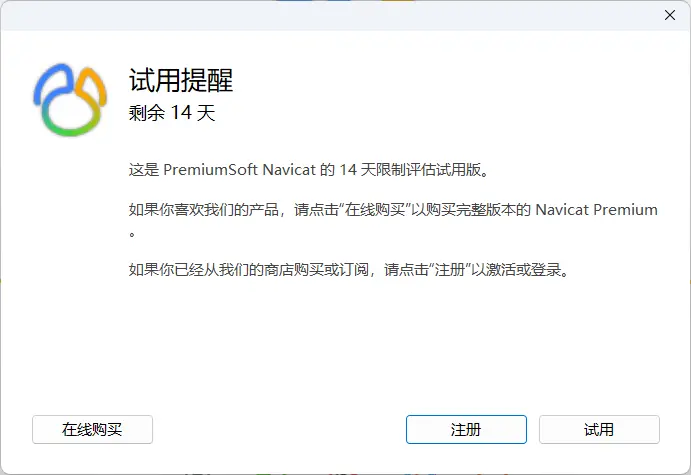 试用提醒
剩余 14 天
这是 PremiumSoft Navicat 的 14 天限制评估试用版。
如果你喜欢我们的产品，请点击“在线购买”以购买完整版本的 Navicat Premium
。
如果你已经从我们的商店购买或订阅，请点击“注册”以激活或登录。
在线购买
注册
试用